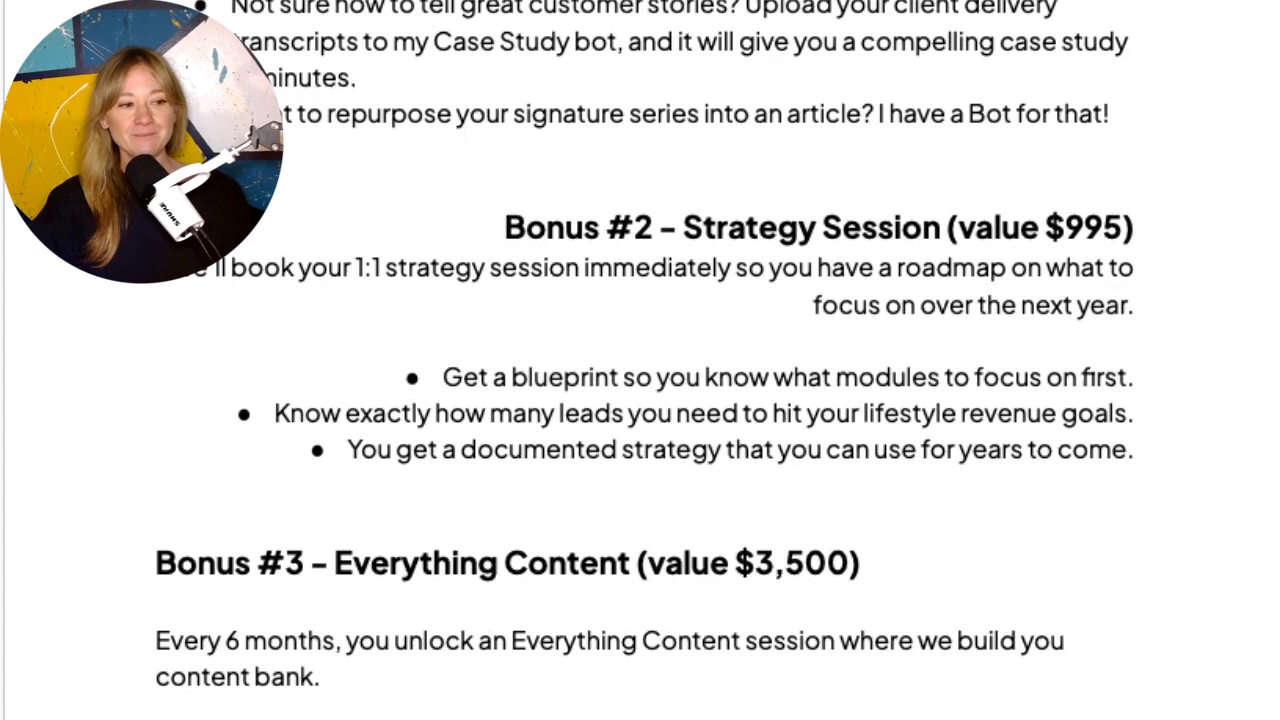 Not sure how to tell great customer stories? Upload your client delivery
transcripts to my Case Study bot, and it will give you a compelling case study
minutes.
to repurpose your signature series into an article? I have a Bot for that!
Bonus #2 – Strategy Session (value $995)
book your 1:1 strategy session immediately so you have a roadmap on what to
focus on over the next year.
● Get a blueprint so you know what modules to focus on first.
● Know exactly how many leads you need to hit your lifestyle revenue goals.
● You get a documented strategy that you can use for years to come.
Bonus #3 – Everything Content (value $3,500)
Every 6 months, you unlock an Everything Content session where we build you
content bank.
SHURE